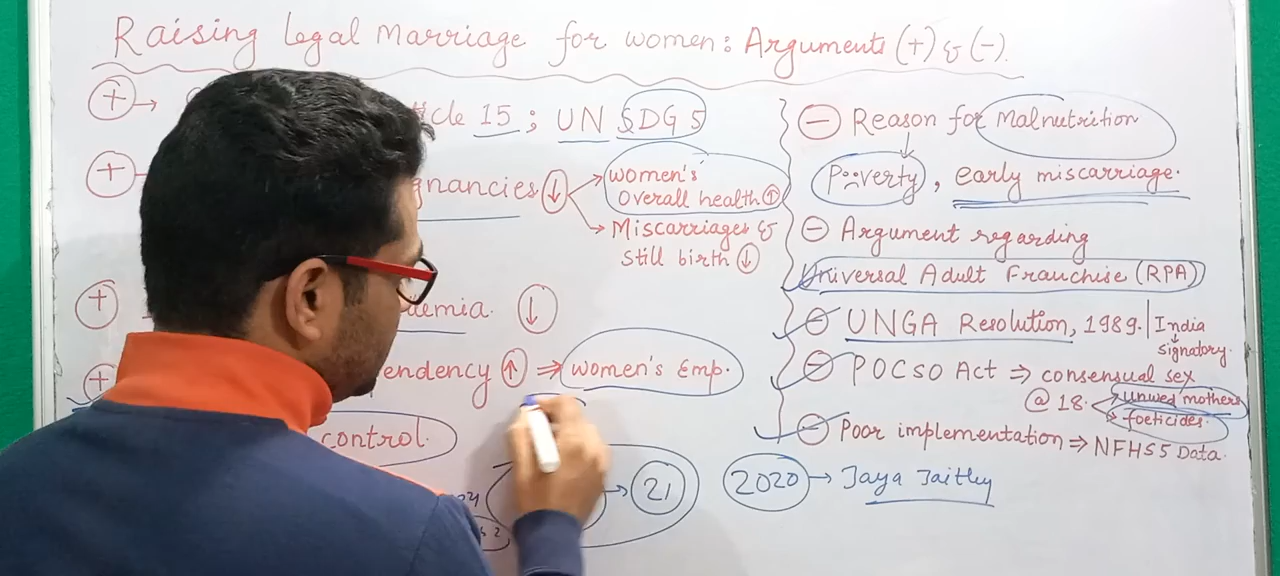 Raising legal Marriage for women: Arguments (+) & (-).
(+) → 15 ; UN SDG 5
(+) gnancies ↓ → women's
Overall health ↑
→ Miscarriages &
still birth ↓
(+) aemia. ↓
(+) endency ↑ ⇒ women's Emp.
control.
→ 21
(-) Reason for Malnutrition
↓
Poverty, early miscarriage.
(-) Argument regarding
Universal Adult Franchise (RPA)
(-) UNGA Resolution, 1989. | India
↓
Signatory.
(-) POCSO Act ⇒ consensual sex
@ 18. → unwed mothers
→ foeticides.
(-) Poor implementation ⇒ NFHS5 Data.
2020 → Jaya Jaitley